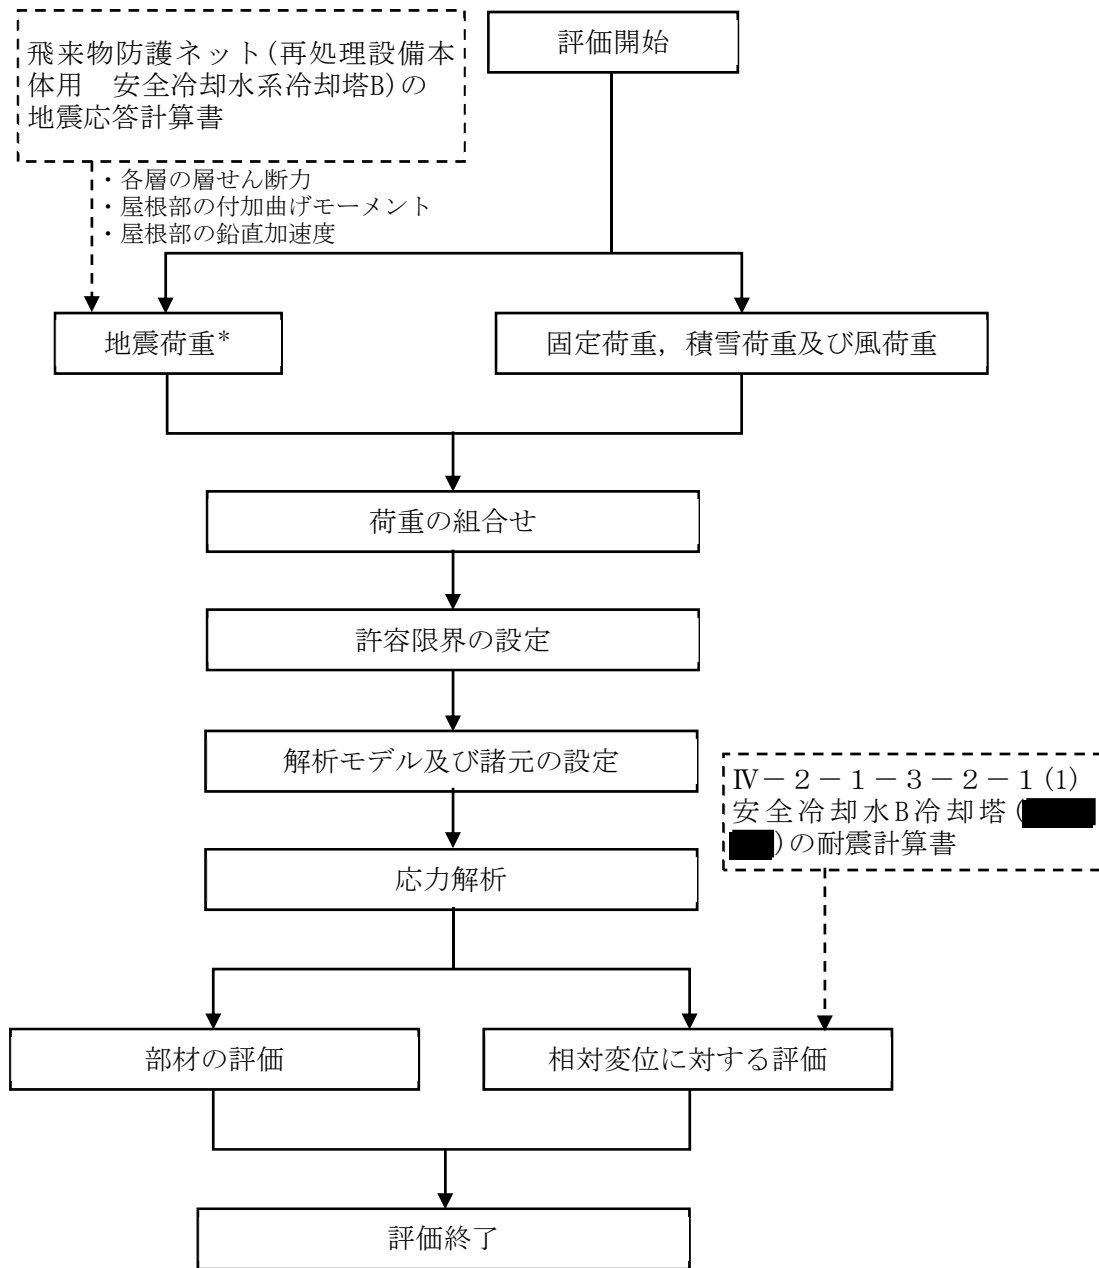 飛来物防護ネット(再処理設備本
体用　安全冷却水系冷却塔B)の
地震応答計算書
評価開始
・各層の層せん断力
・屋根部の付加曲げモーメント
・屋根部の鉛直加速度
地震荷重*
固定荷重，積雪荷重及び風荷重
荷重の組合せ
許容限界の設定
解析モデル及び諸元の設定
Ⅳ－２－１－３－２－１(1)
安全冷却水B冷却塔(
)の耐震計算書
応力解析
部材の評価
相対変位に対する評価
評価終了